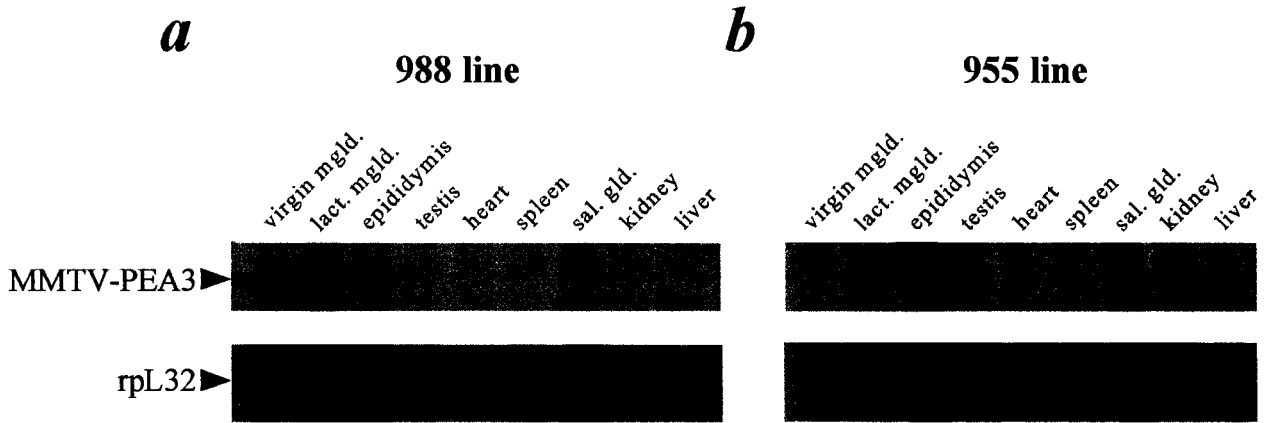 a
988 line
virgin mgld.
lact. mgld.
epididymis
testis
heart
spleen
sal. gld.
kidney
liver
b
955 line
virgin mgld.
lact. mgld.
epididymis
testis
heart
spleen
sal. gld.
kidney
liver
MMTV-PEA3
rpL32